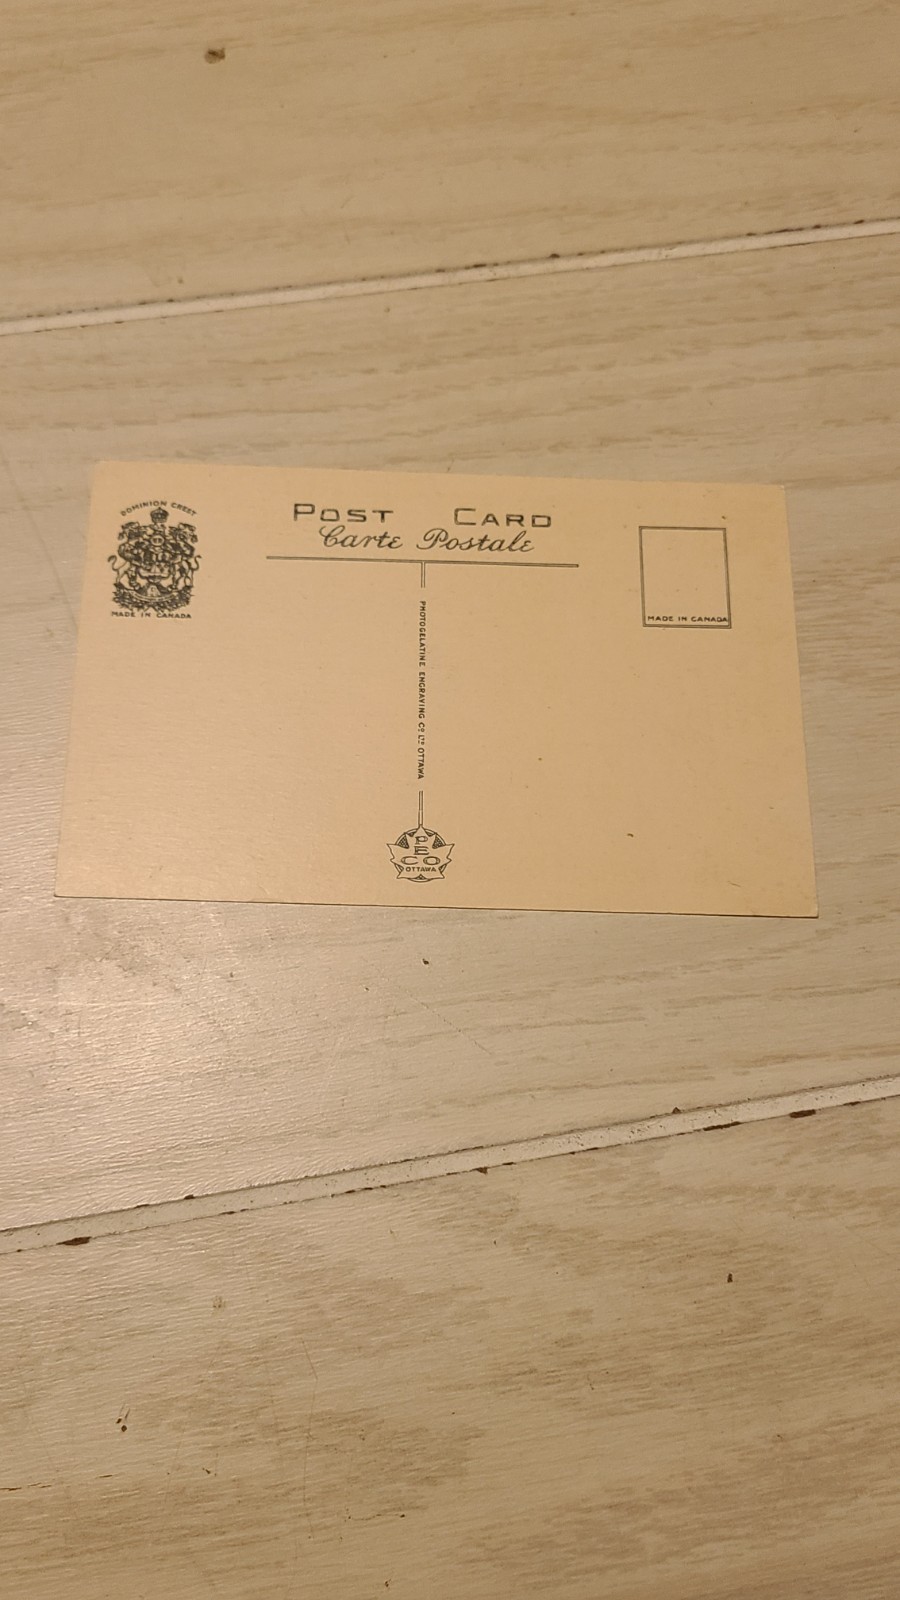 DOMINION CREST
MADE IN CANADA
POST CARD
Carte Postale
MADE IN CANADA
PHOTOGELATINE ENGRAVING Co LTD OTTAWA
PECO
OTTAWA